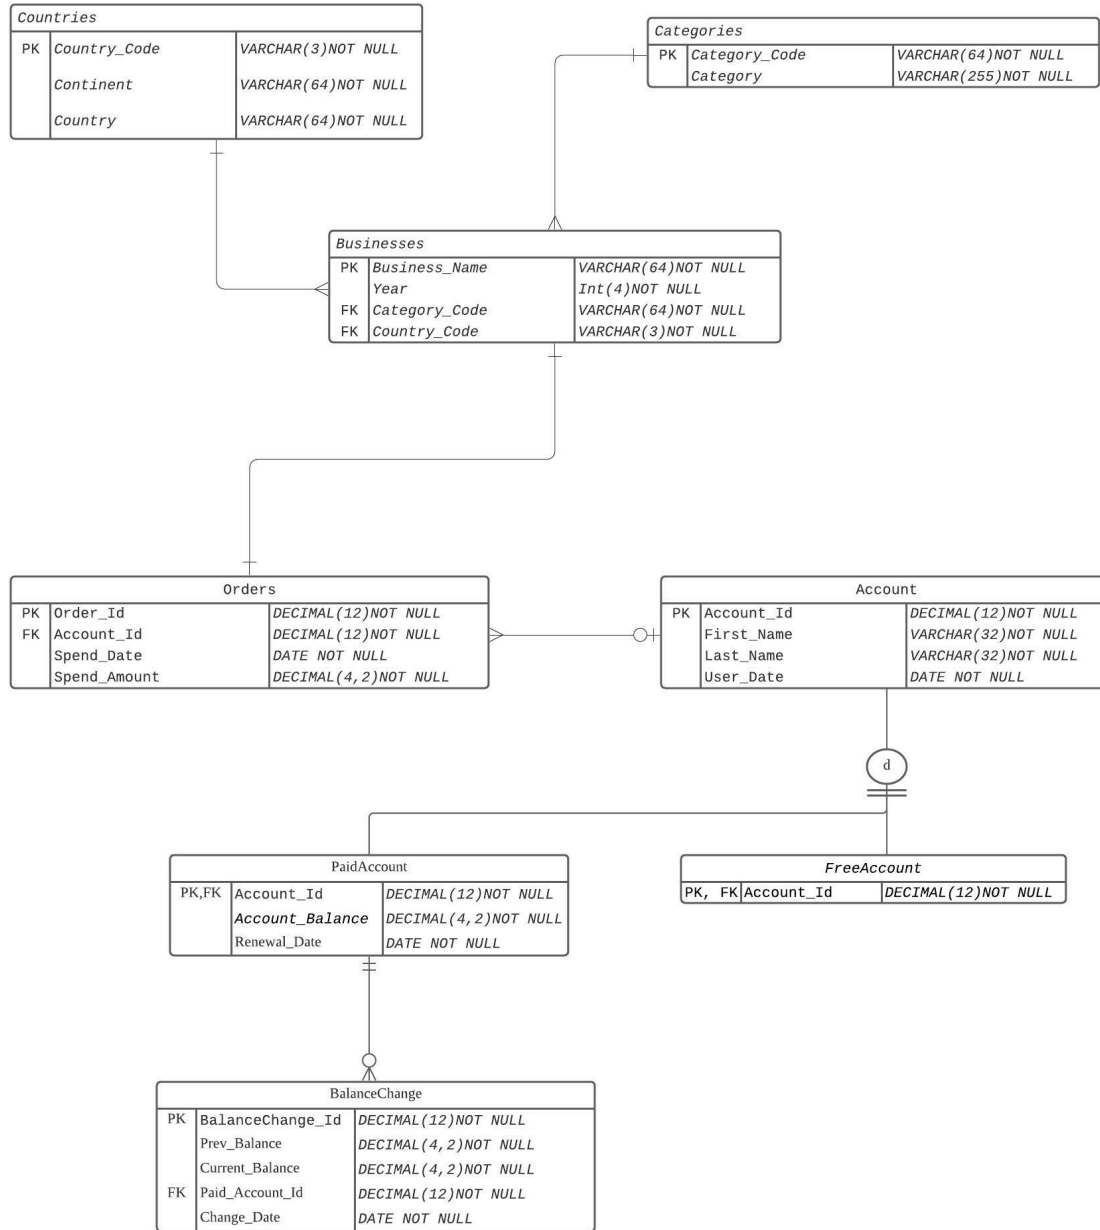 Countries
PK Country_Code VARCHAR(3)NOT NULL
Continent VARCHAR(64)NOT NULL
Country VARCHAR(64)NOT NULL
Categories
PK Category_Code VARCHAR(64)NOT NULL
Category VARCHAR(255)NOT NULL
Businesses
PK Business_Name VARCHAR(64)NOT NULL
Year Int(4)NOT NULL
FK Category_Code VARCHAR(64)NOT NULL
FK Country_Code VARCHAR(3)NOT NULL
Orders
PK Order_Id DECIMAL(12)NOT NULL
FK Account_Id DECIMAL(12)NOT NULL
Spend_Date DATE NOT NULL
Spend_Amount DECIMAL(4,2)NOT NULL
Account
PK Account_Id DECIMAL(12)NOT NULL
First_Name VARCHAR(32)NOT NULL
Last_Name VARCHAR(32)NOT NULL
User_Date DATE NOT NULL
d
PaidAccount
PK,FK Account_Id DECIMAL(12)NOT NULL
Account_Balance DECIMAL(4,2)NOT NULL
Renewal_Date DATE NOT NULL
FreeAccount
PK, FK Account_Id DECIMAL(12)NOT NULL
BalanceChange
PK BalanceChange_Id DECIMAL(12)NOT NULL
Prev_Balance DECIMAL(4,2)NOT NULL
Current_Balance DECIMAL(4,2)NOT NULL
FK Paid_Account_Id DECIMAL(12)NOT NULL
Change_Date DATE NOT NULL